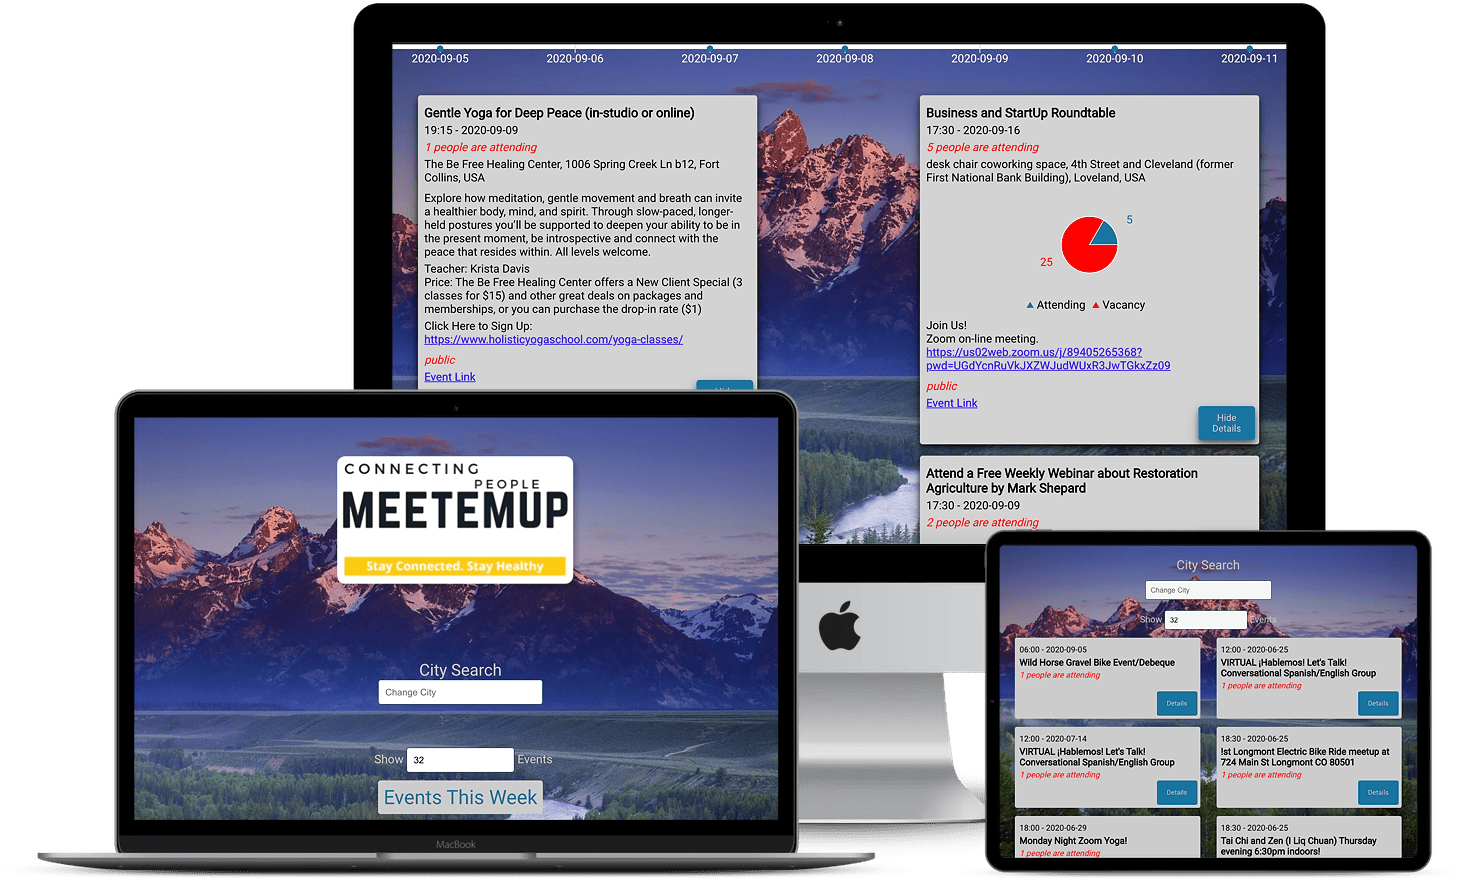 2020-09-05 2020-09-06 2020-09-07 2020-09-08 2020-09-09 2020-09-10 2020-09-11
Gentle Yoga for Deep Peace (in-studio or online)
19:15 - 2020-09-09
1 people are attending
The Be Free Healing Center, 1006 Spring Creek Ln b12, Fort
Collins, USA
Explore how meditation, gentle movement and breath can invite
a healthier body, mind, and spirit. Through slow-paced, longer-
held postures you'll be supported to deepen your ability to be in
the present moment, be introspective and connect with the
peace that resides within. All levels welcome.
Teacher: Krista Davis
Price: The Be Free Healing Center offers a New Client Special (3
classes for $15) and other great deals on packages and
memberships, or you can purchase the drop-in rate ($1)
Click Here to Sign Up:
https://www.holisticyogaschool.com/yoga-classes/
public
Event Link
Business and StartUp Roundtable
17:30 - 2020-09-16
5 people are attending
desk chair coworking space, 4th Street and Cleveland (former
First National Bank Building), Loveland, USA
5
25
Attending Vacancy
Join Us!
Zoom on-line meeting.
https://us02web.zoom.us/j/89405265368?
pwd=UGdYcnRuVkJXZWJudWUxR3JwTGkxZz09
public
Event Link
Hide
Details
Attend a Free Weekly Webinar about Restoration
Agriculture by Mark Shepard
17:30 - 2020-09-09
2 people are attending
CONNECTING
PEOPLE
MEETEMUP
Stay Connected. Stay Healthy
City Search
Change City
Show 32 Events
Events This Week
MacBook
City Search
Change City
Show 32 Events
06:00 - 2020-09-05
Wild Horse Gravel Bike Event/Debeque
1 people are attending
Details
12:00 - 2020-06-25
VIRTUAL ¡Hablemos! Let's Talk!
Conversational Spanish/English Group
1 people are attending
Details
12:00 - 2020-07-14
VIRTUAL ¡Hablemos! Let's Talk!
Conversational Spanish/English Group
1 people are attending
Details
18:30 - 2020-06-25
!st Longmont Electric Bike Ride meetup at
724 Main St Longmont CO 80501
1 people are attending
Details
18:00 - 2020-06-29
Monday Night Zoom Yoga!
1 people are attending
18:30 - 2020-06-25
Tai Chi and Zen (I Liq Chuan) Thursday
evening 6:30pm indoors!